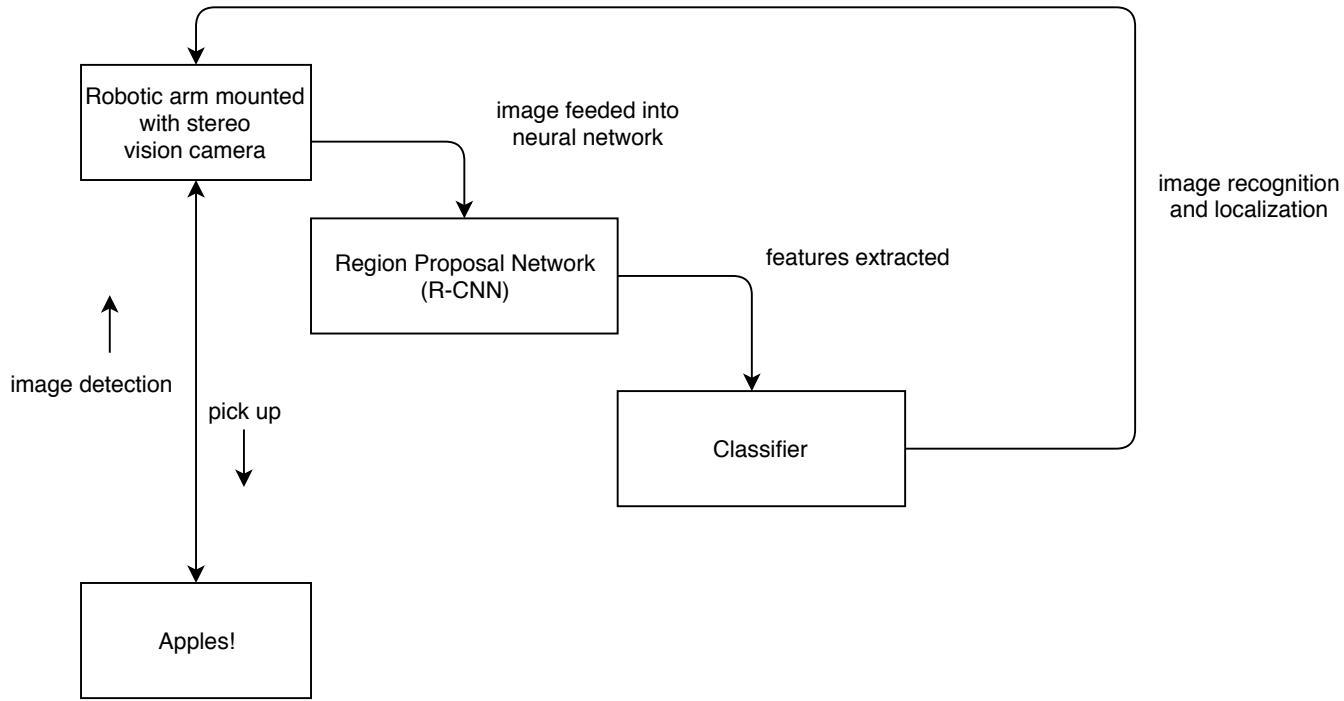 Robotic arm mounted
with stereo
vision camera
image feeded into
neural network
image recognition
and localization
Region Proposal Network
(R-CNN)
features extracted
image detection
pick up
Classifier
Apples!